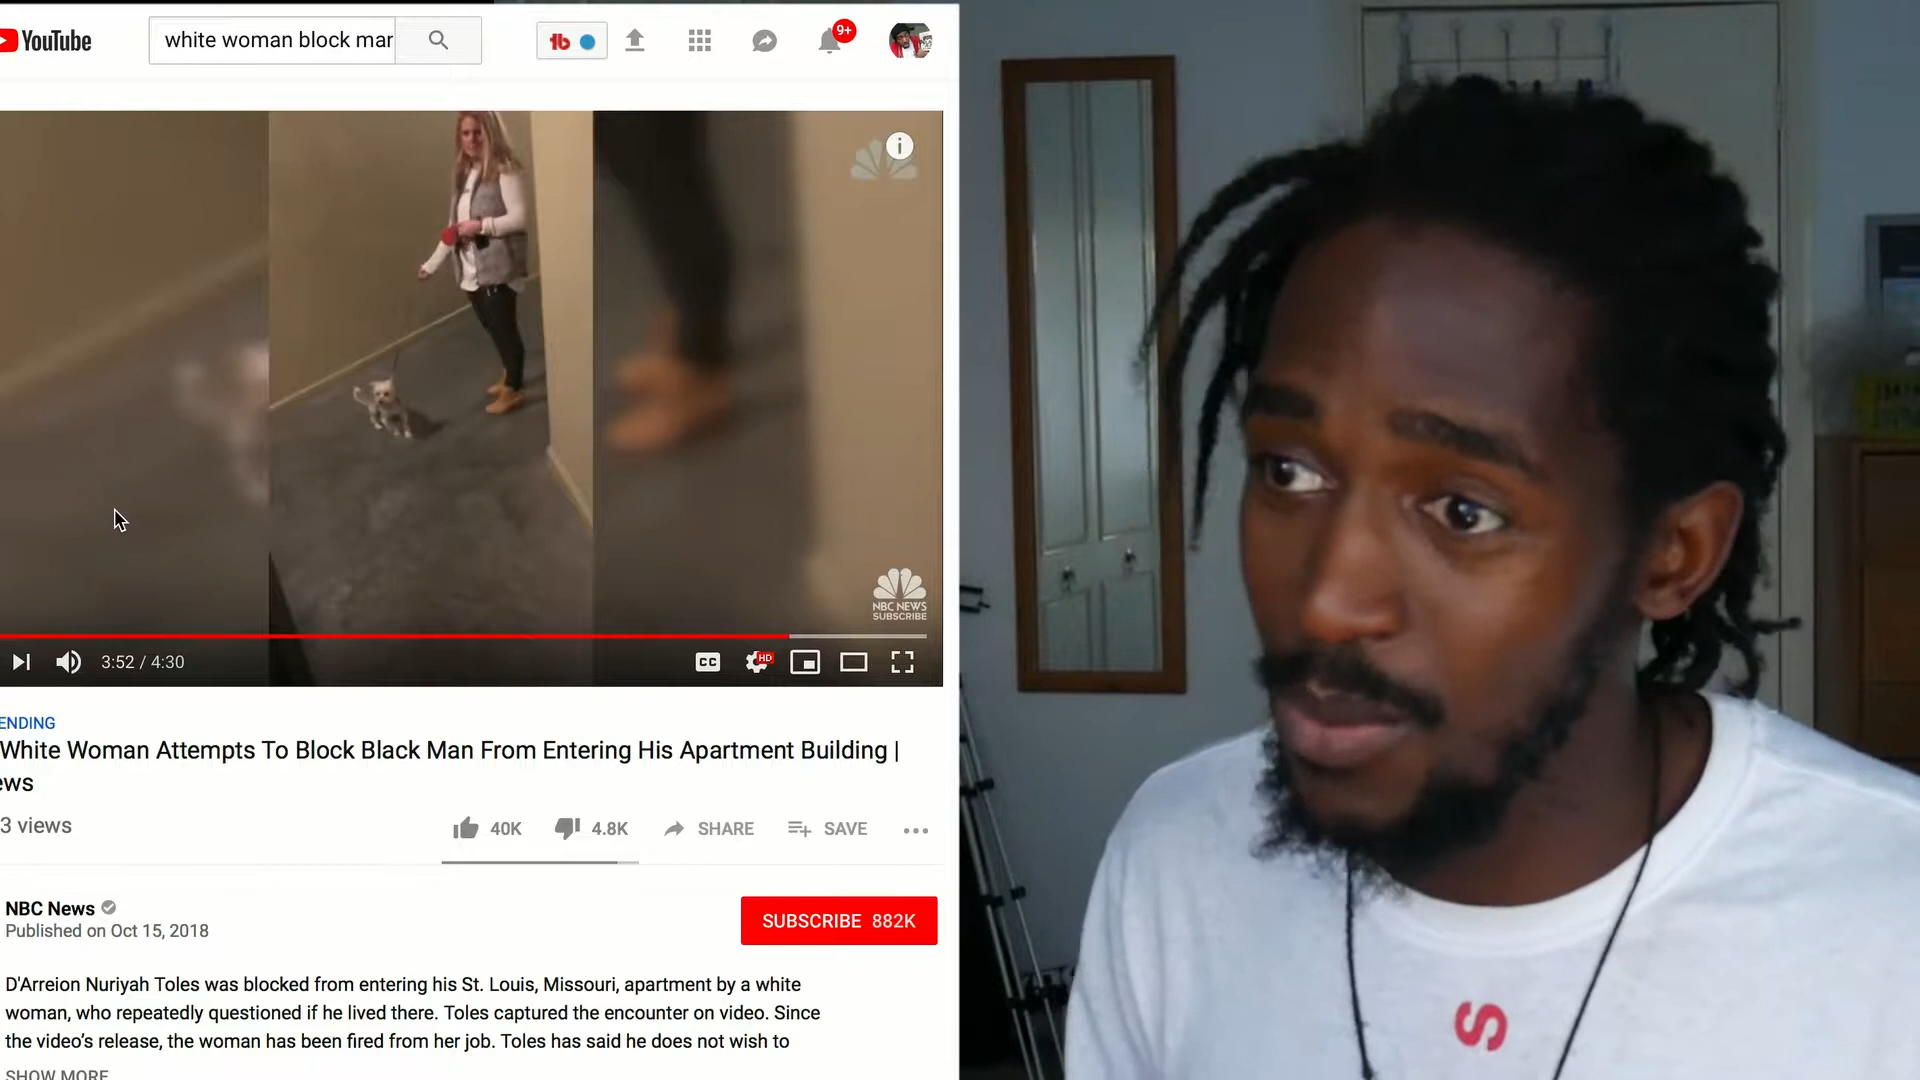 YouTube
white woman block mar
9+
NBC NEWS
SUBSCRIBE
3:52 / 4:30
CC
HD
ENDING
White Woman Attempts To Block Black Man From Entering His Apartment Building |
ews
3 views
40K
4.8K
SHARE
SAVE
NBC News
Published on Oct 15, 2018
SUBSCRIBE 882K
D'Arreion Nuriyah Toles was blocked from entering his St. Louis, Missouri, apartment by a white
woman, who repeatedly questioned if he lived there. Toles captured the encounter on video. Since
the video's release, the woman has been fired from her job. Toles has said he does not wish to
SHOW MORE
S